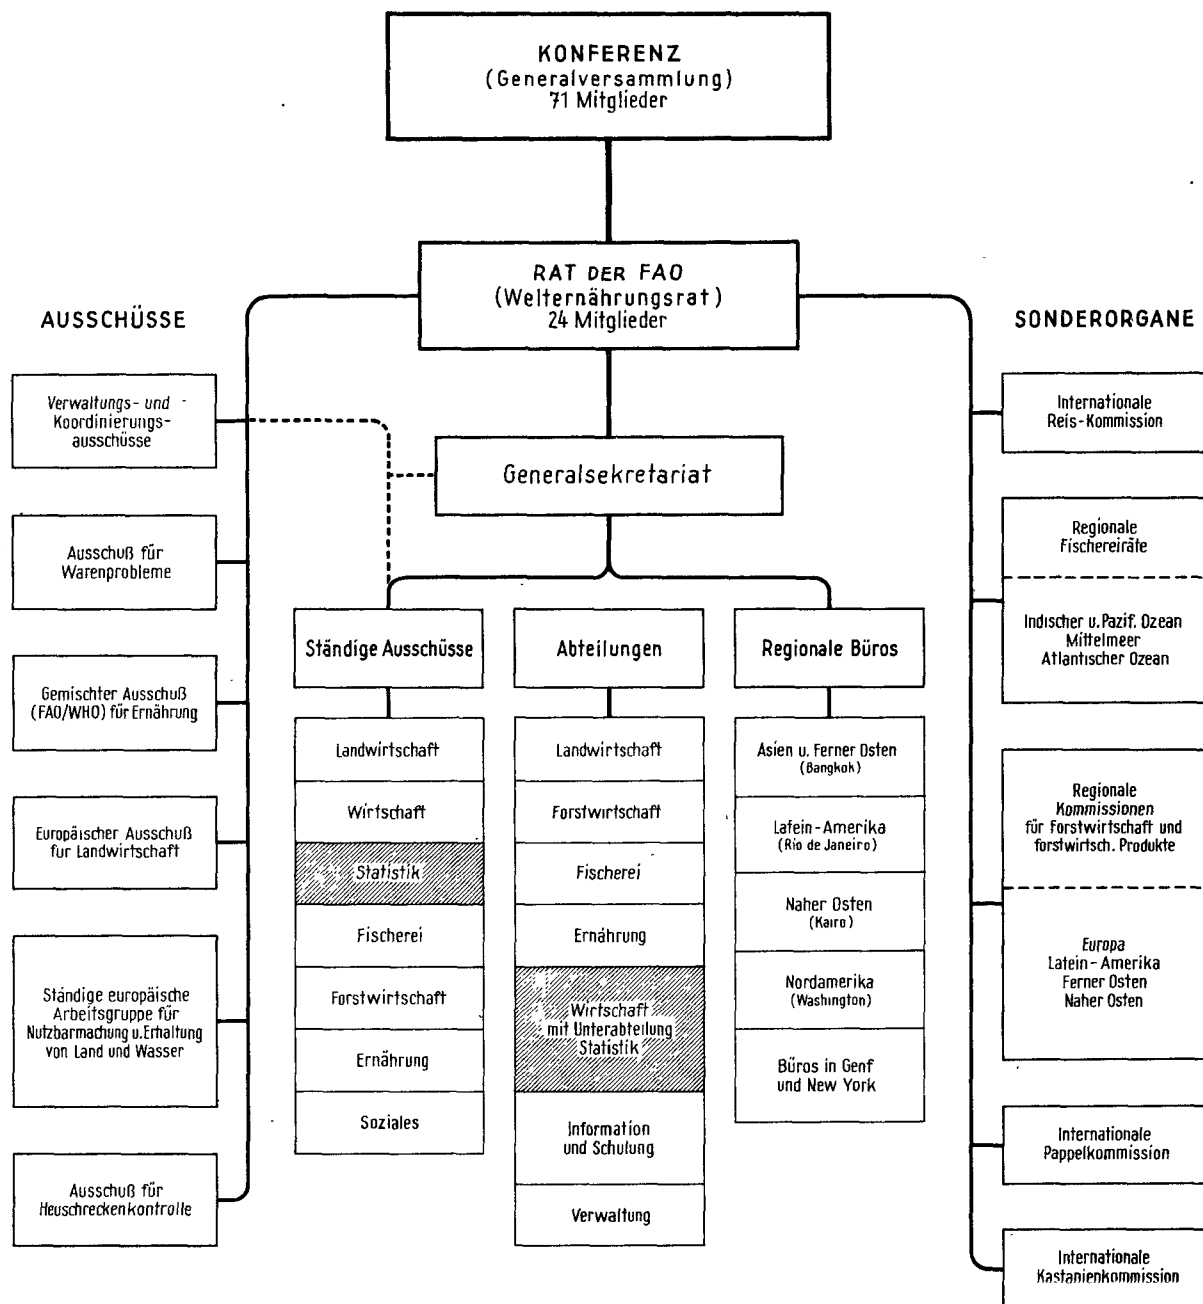 KONFERENZ
(Generalversammlung)
71 Mitglieder
RAT DER FAO
(Welternährungsrat)
24 Mitglieder
AUSSCHÜSSE
Verwaltungs- und
Koordinierungs-
ausschüsse
Ausschuß für
Warenprobleme
Gemischter Ausschuß
(FAO/WHO) für Ernährung
Europäischer Ausschuß
fur Landwirtschaft
Ständige europäische
Arbeitsgruppe für
Nutzbarmachung u. Erhaltung
von Land und Wasser
Ausschuß für
Heuschreckenkontrolle
Generalsekretariat
Ständige Ausschüsse
Landwirtschaft
Wirtschaft
Statistik
Fischerei
Forstwirtschaft
Ernährung
Soziales
Abteilungen
Landwirtschaft
Forstwirtschaft
Fischerei
Ernährung
Wirtschaft
mit Unterabteilung
Statistik
Information
und Schulung
Verwaltung
Regionale Büros
Asien u. Ferner Osten
(Bangkok)
Latein-Amerika
(Rio de Janeiro)
Naher Osten
(Kairo)
Nordamerika
(Washington)
Büros in Genf
und New York
SONDERORGANE
Internationale
Reis-Kommission
Regionale
Fischereiräte
Indischer u. Pazif. Ozean
Mittelmeer
Atlantischer Ozean
Regionale
Kommissionen
für Forstwirtschaft und
forstwirtsch. Produkte
Europa
Latein-Amerika
Ferner Osten
Naher Osten
Internationale
Pappelkommission
Internationale
Kastanienkommission